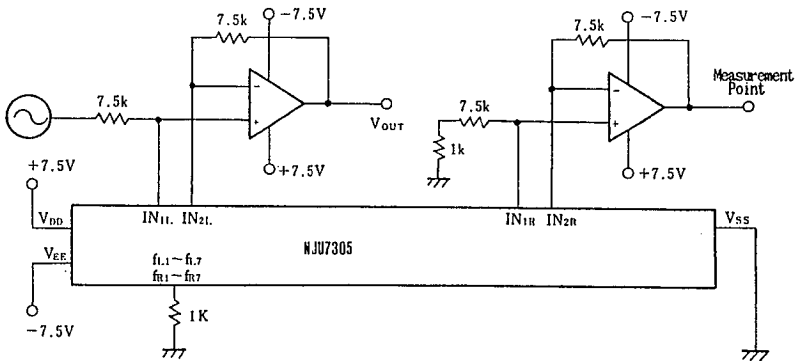 7.5k
-7.5V
7.5k
-7.5V
Measurement
Point
7.5k
7.5k
-
+
-
+
VOUT
1k
+7.5V
+7.5V
+7.5V
IN1L IN2L
IN1R IN2R
VDD
VSS
VEE
NJU7305
fL1~fL7
fR1~fR7
1K
-7.5V